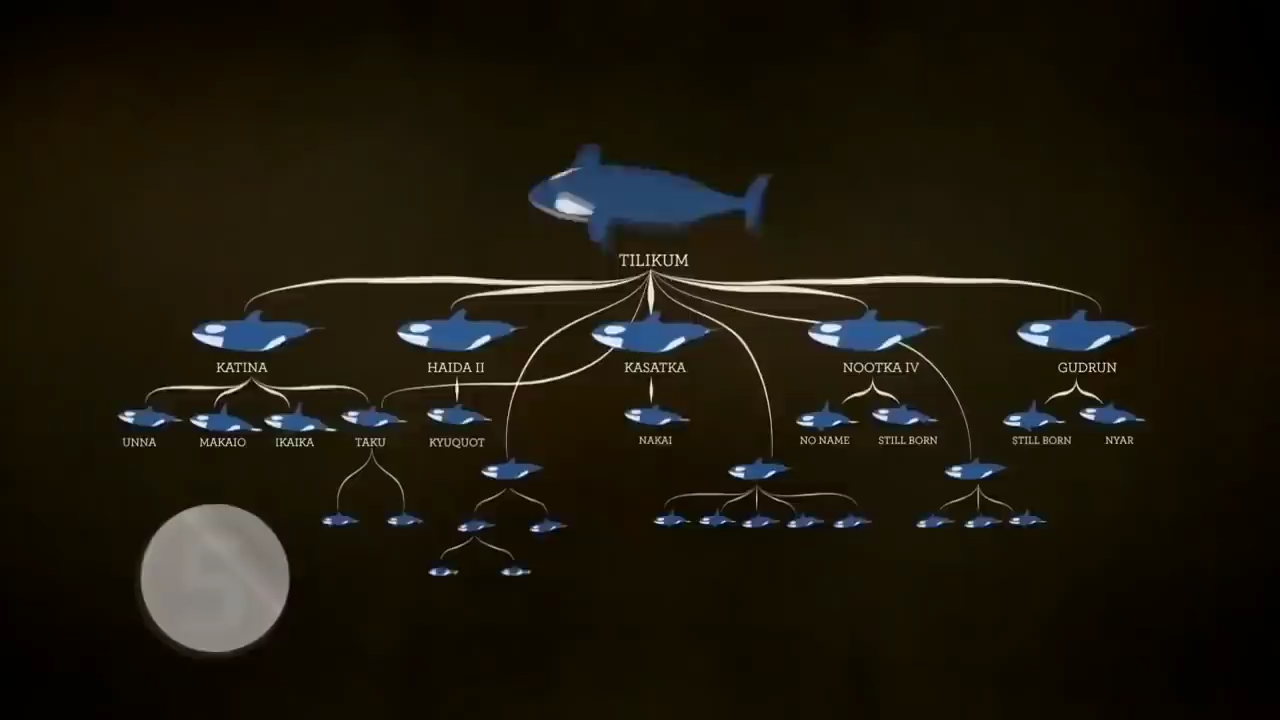 TILIKUM
KATINA HAIDA II KASATKA NOOTKA IV GUDRUN
UNNA MAKAIO IKAIKA TAKU KYUQUOT NAKAI NO NAME STILL BORN STILL BORN NYAR